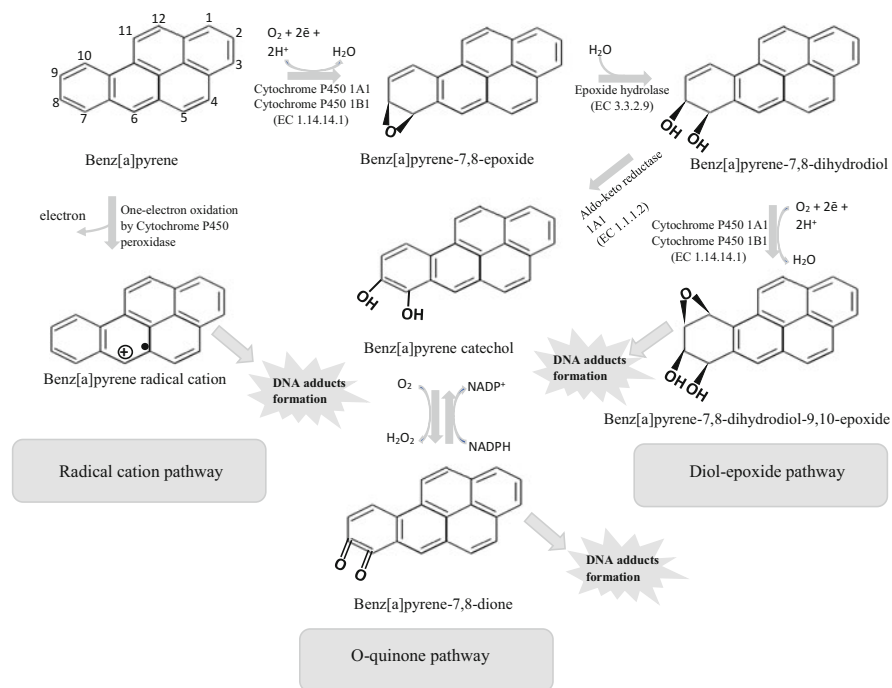 12
1
11
2
10
3
9
8
7
6
5
4
Benz[a]pyrene
O₂ + 2ē +
2H⁺
H₂O
Cytochrome P450 1A1
Cytochrome P450 1B1
(EC 1.14.14.1)
O
Benz[a]pyrene-7,8-epoxide
H₂O
Epoxide hydrolase
(EC 3.3.2.9)
OH
OH
Benz[a]pyrene-7,8-dihydrodiol
electron
One-electron oxidation
by Cytochrome P450
peroxidase
Aldo-keto reductase
1A1
(EC 1.1.1.2)
OH
OH
Benz[a]pyrene catechol
Cytochrome P450 1A1
Cytochrome P450 1B1
(EC 1.14.14.1)
O₂ + 2ē +
2H⁺
H₂O
+
Benz[a]pyrene radical cation
DNA adducts
formation
O
OH
OH
Benz[a]pyrene-7,8-dihydrodiol-9,10-epoxide
DNA adducts
formation
O₂
NADP⁺
H₂O₂
NADPH
Radical cation pathway
Diol-epoxide pathway
O
O
Benz[a]pyrene-7,8-dione
DNA adducts
formation
O-quinone pathway